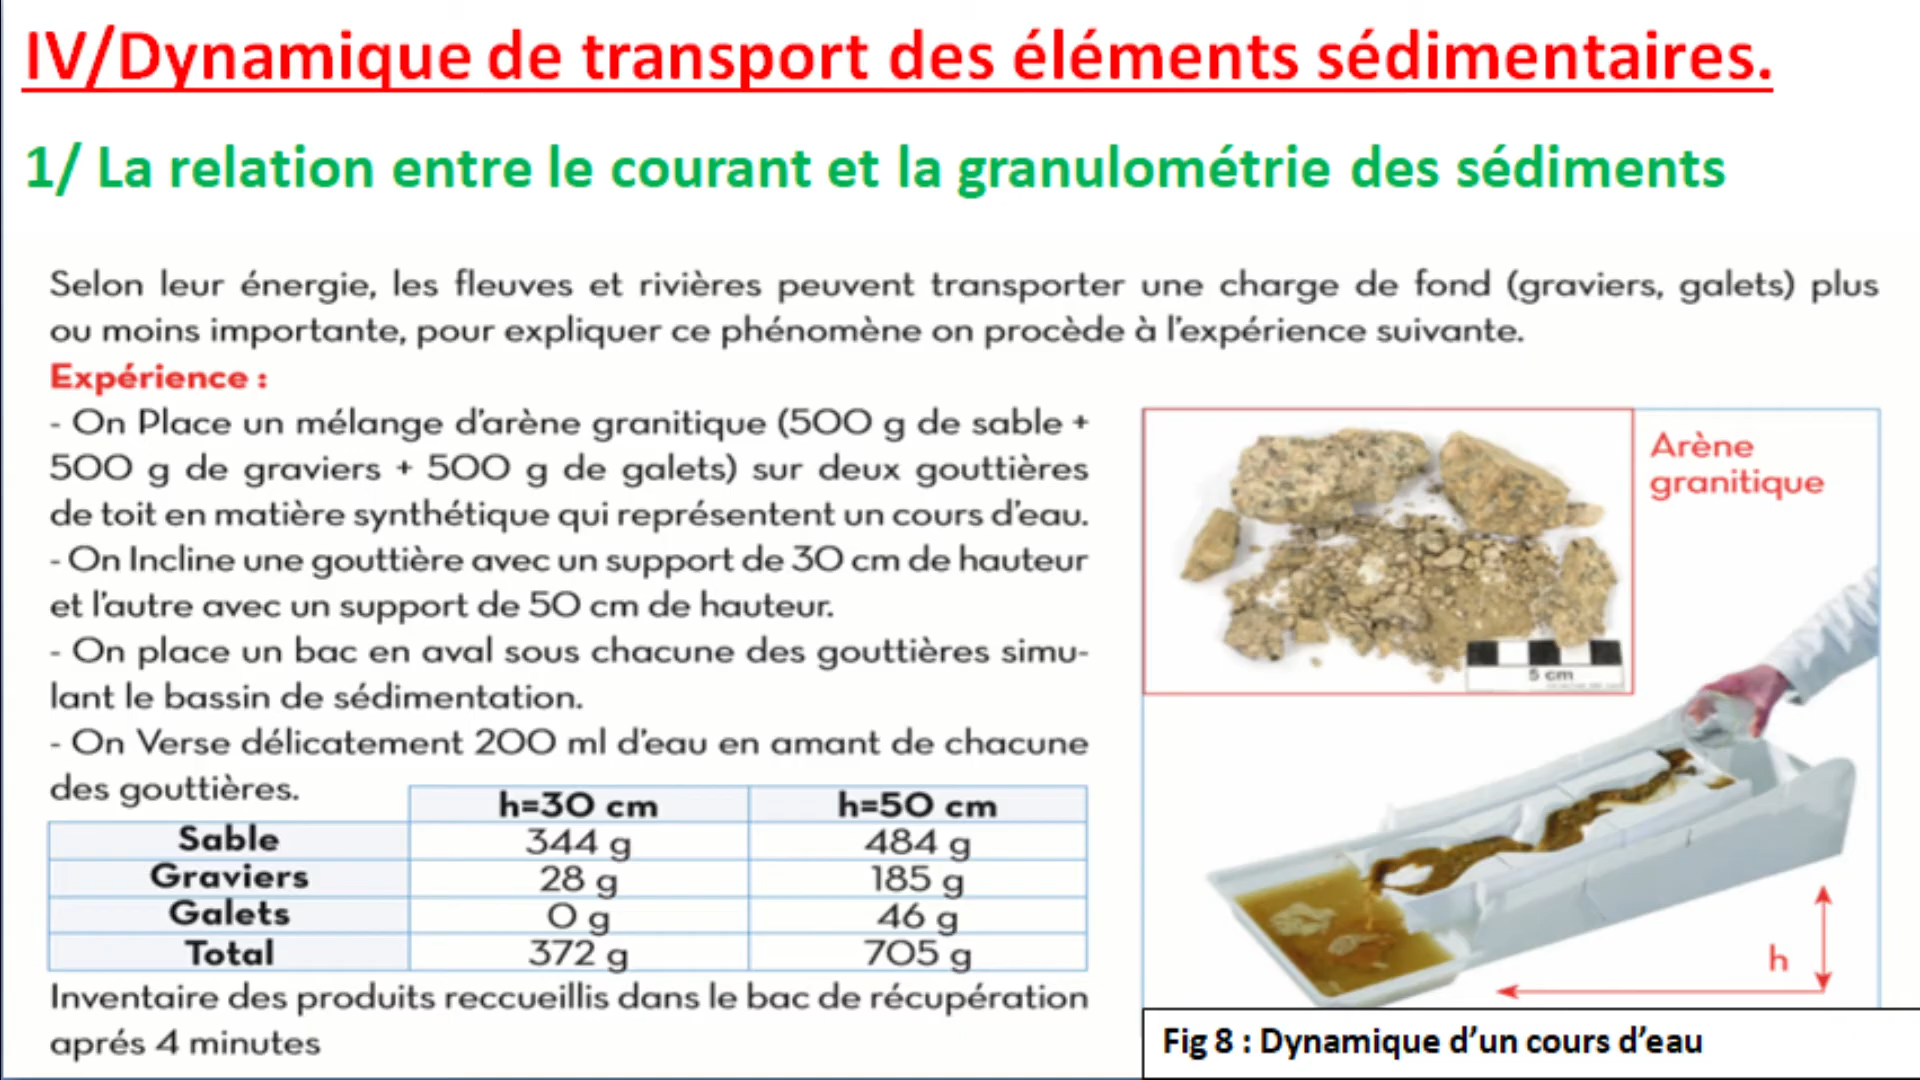 IV/Dynamique de transport des éléments sédimentaires.
1/ La relation entre le courant et la granulométrie des sédiments
Selon leur énergie, les fleuves et rivières peuvent transporter une charge de fond (graviers, galets) plus
ou moins importante, pour expliquer ce phénomène on procède à l'expérience suivante.
Expérience :
- On Place un mélange d'arène granitique (500 g de sable +
500 g de graviers + 500 g de galets) sur deux gouttières
de toit en matière synthétique qui représentent un cours d'eau.
- On Incline une gouttière avec un support de 30 cm de hauteur
et l'autre avec un support de 50 cm de hauteur.
- On place un bac en aval sous chacune des gouttières simu-
lant le bassin de sédimentation.
- On Verse délicatement 200 ml d'eau en amant de chacune
des gouttières.
h=30 cm h=50 cm
Sable 344 g 484 g
Graviers 28 g 185 g
Galets 0 g 46 g
Total 372 g 705 g
Inventaire des produits reccueillis dans le bac de récupération
aprés 4 minutes
Arène
granitique
5 cm
h
Fig 8 : Dynamique d'un cours d'eau